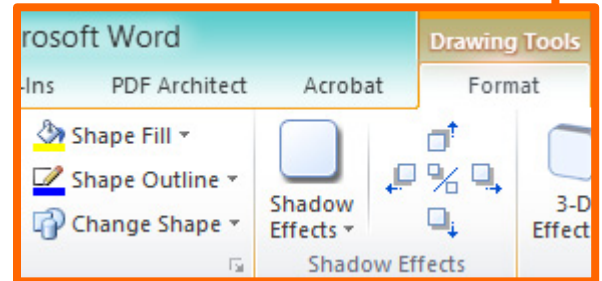 rosoft Word
Drawing Tools
-Ins PDF Architect Acrobat Format
Shape Fill
Shape Outline
Change Shape
Shadow
Effects
3-D
Effect
Shadow Effects